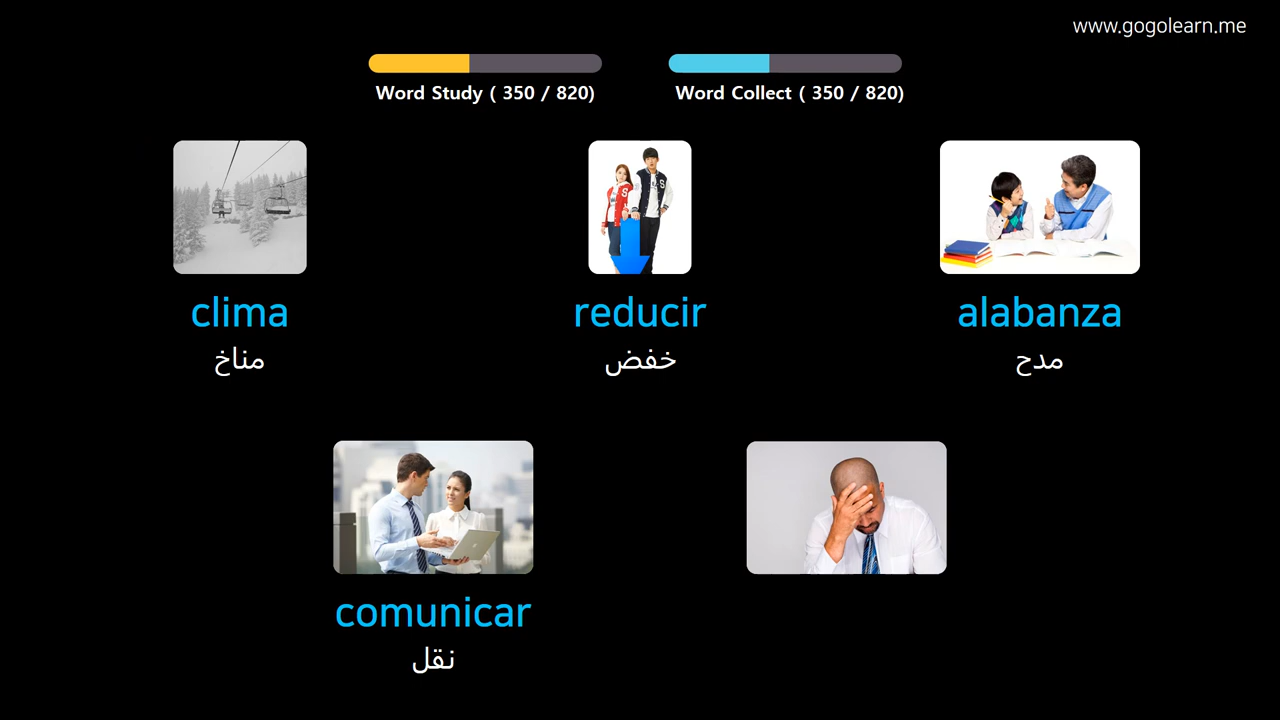 www.gogolearn.me
Word Study ( 350 / 820)
Word Collect ( 350 / 820)
clima
reducir
alabanza
مناخ
خفض
مدح
comunicar
نقل